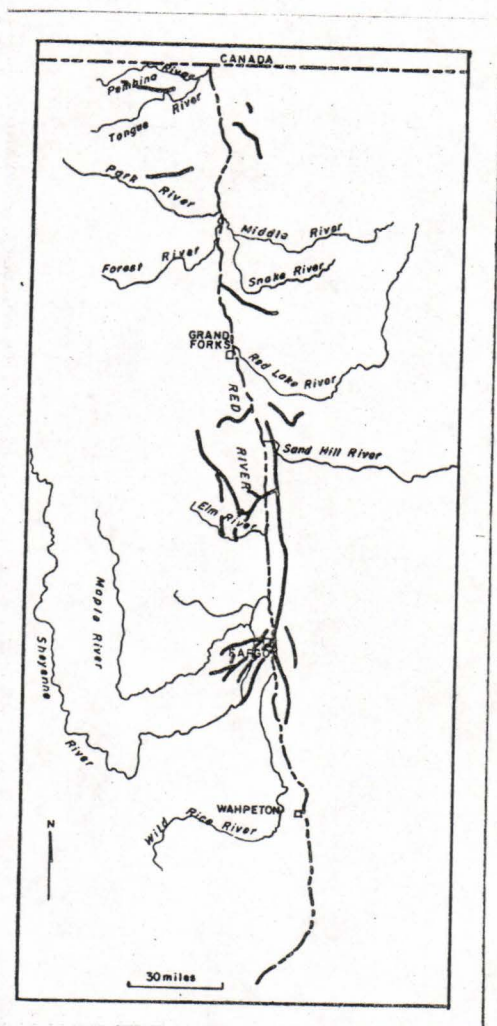 CANADA
Pembina River
Tongue River
Park River
Middle River
Forest River
Snake River
GRAND
FORKS
Red Lake River
RED RIVER
Sand Hill River
Elm River
Maple River
Sheyenne River
FARGO
WAHPETON
Wild Rice River
N
30 miles